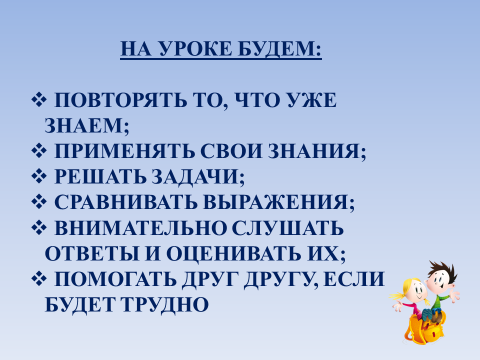 НА УРОКЕ БУДЕМ:
❖ ПОВТОРЯТЬ ТО, ЧТО УЖЕ
ЗНАЕМ;
❖ ПРИМЕНЯТЬ СВОИ ЗНАНИЯ;
❖ РЕШАТЬ ЗАДАЧИ;
❖ СРАВНИВАТЬ ВЫРАЖЕНИЯ;
❖ ВНИМАТЕЛЬНО СЛУШАТЬ
ОТВЕТЫ И ОЦЕНИВАТЬ ИХ;
❖ ПОМОГАТЬ ДРУГ ДРУГУ, ЕСЛИ
БУДЕТ ТРУДНО